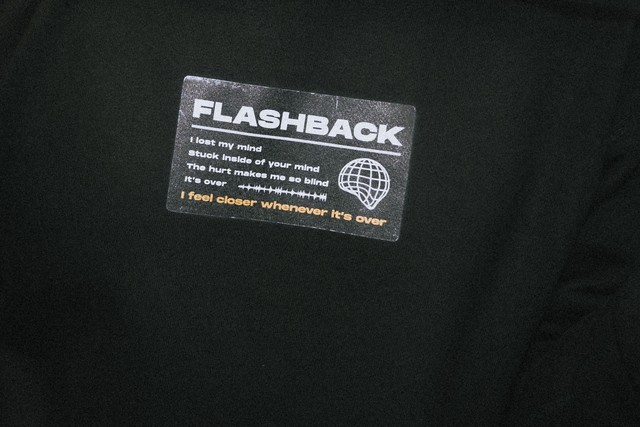 FLASHBACK
I lost my mind
Stuck inside of your mind
The hurt makes me so blind
It's over
I feel closer whenever it's over